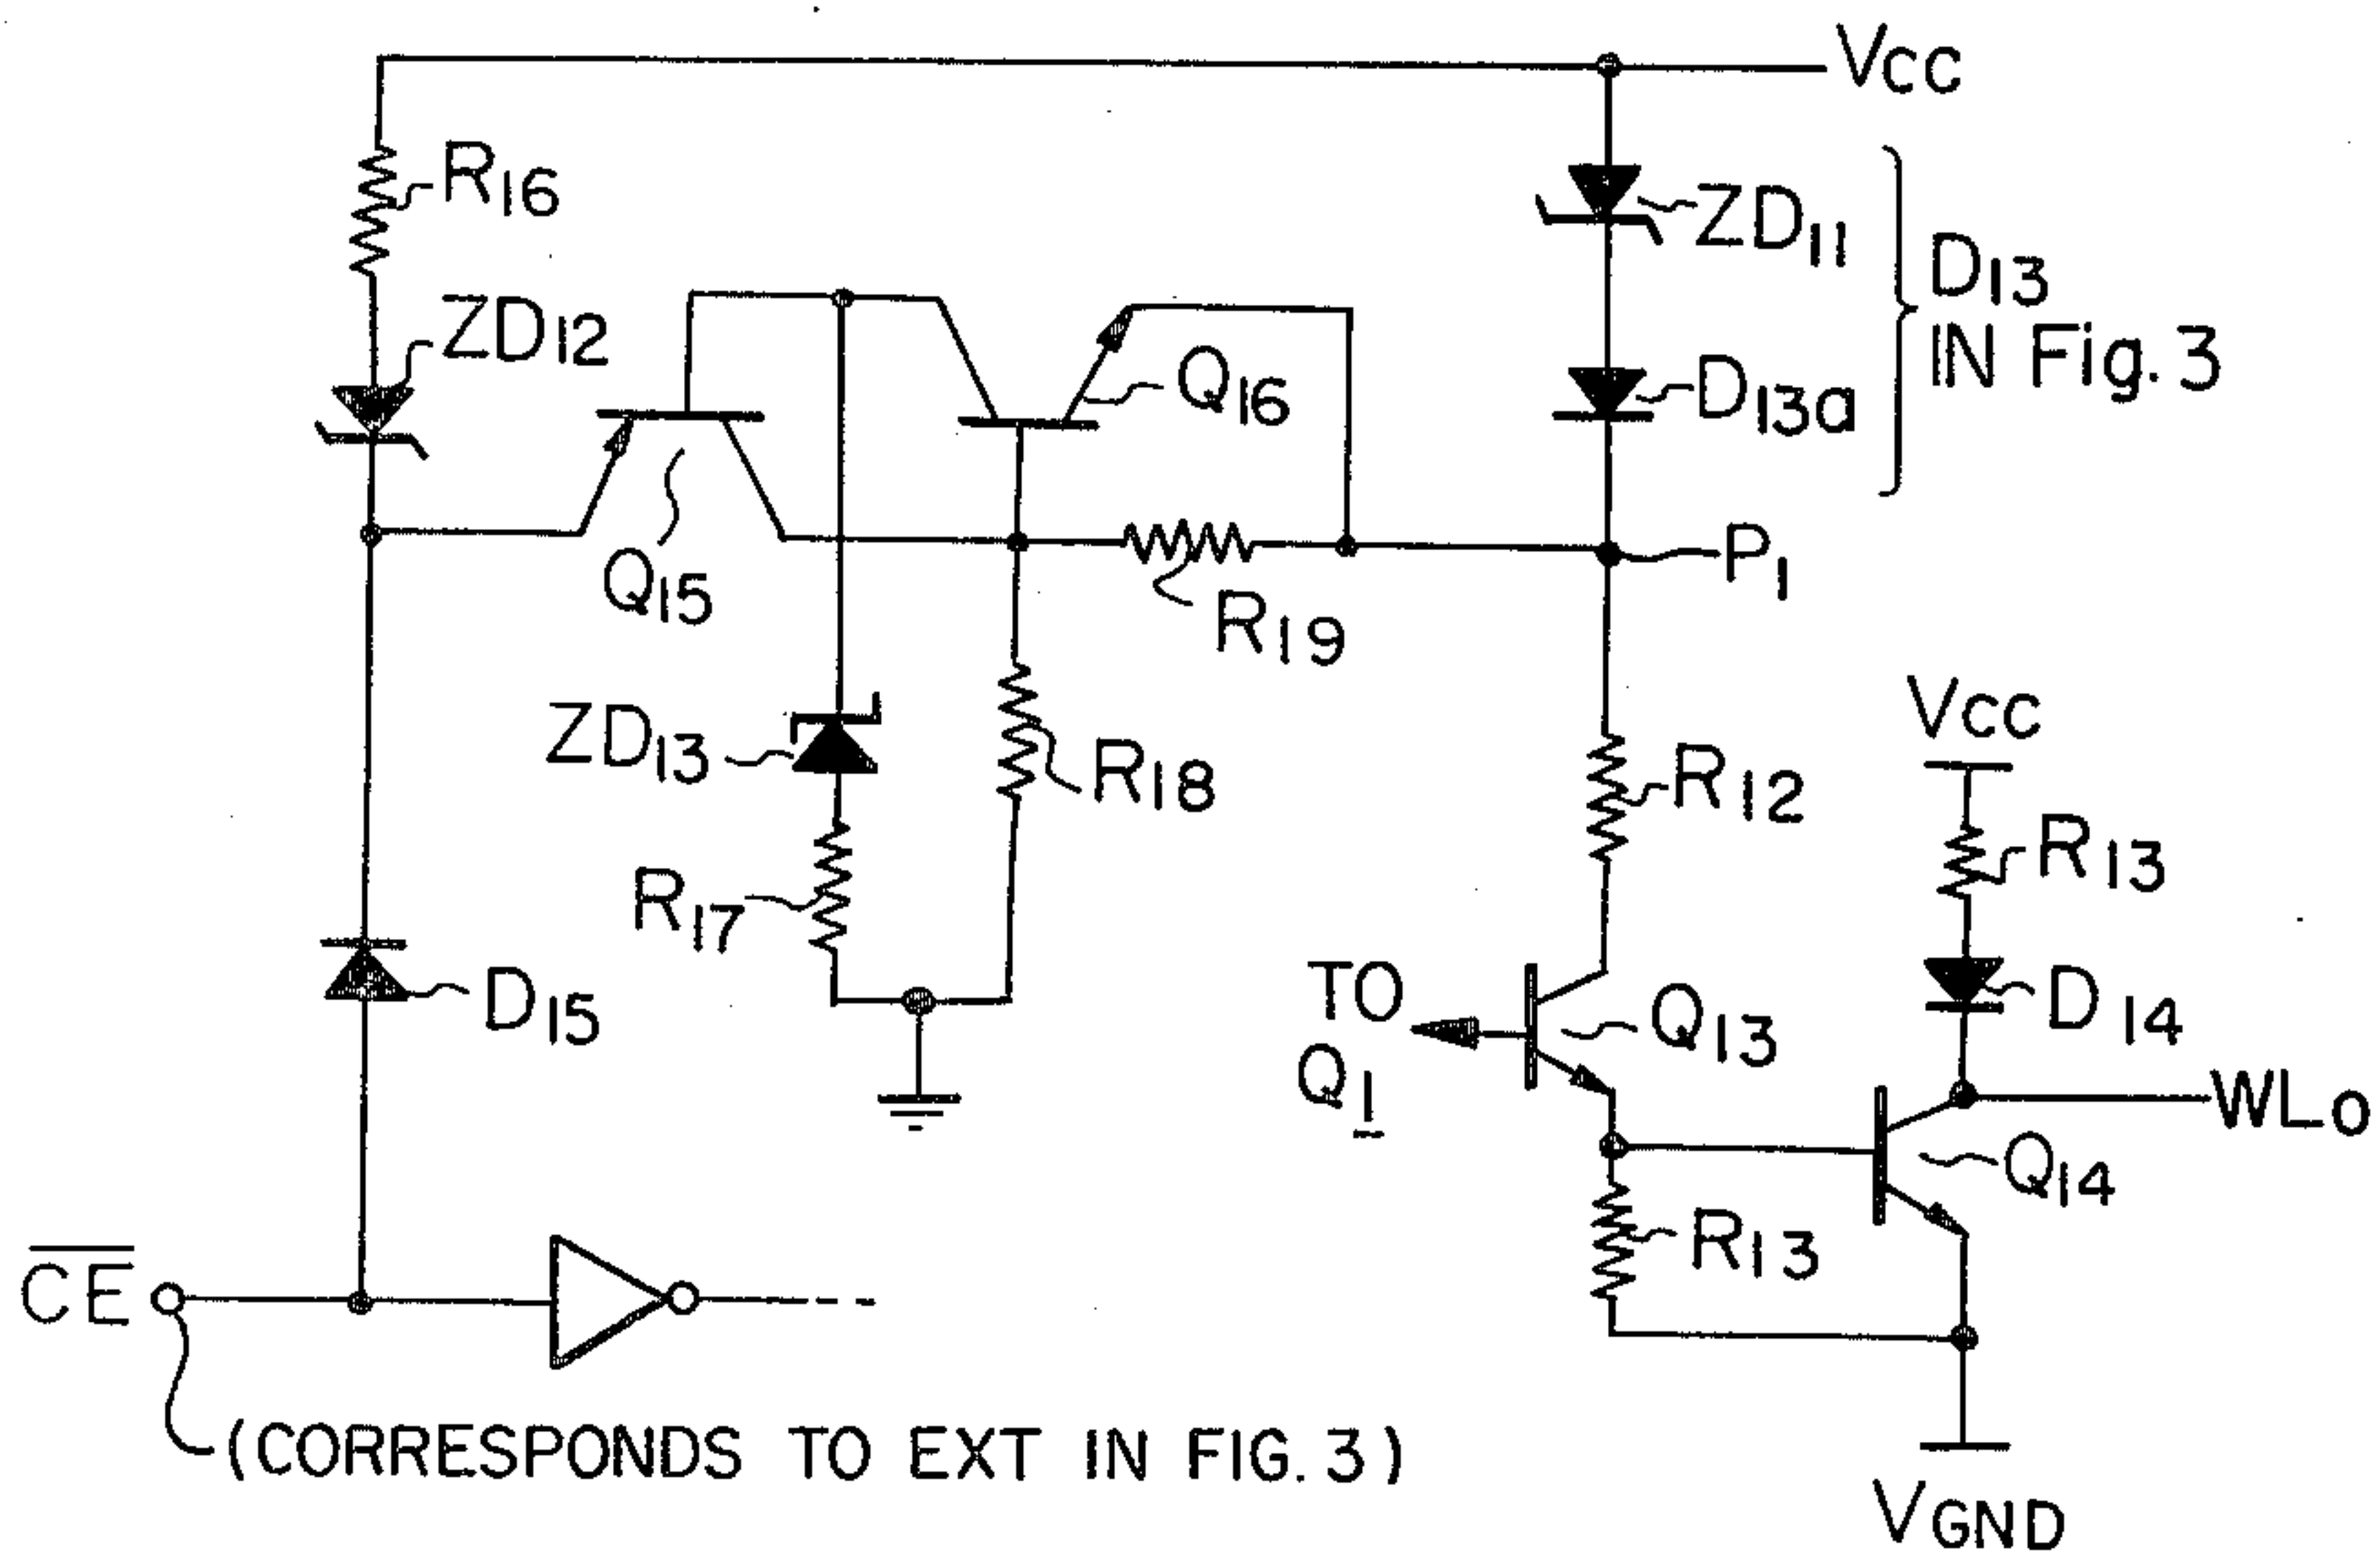 Vcc
R16
ZD11
D13
IN Fig. 3
ZD12
Q16
D13a
Q15
P1
R19
Vcc
ZD13
R18
R12
R13
R17
TO
Q1
D15
Q13
D14
WLo
Q14
R13
CE
(CORRESPONDS TO EXT IN FIG. 3)
VGND